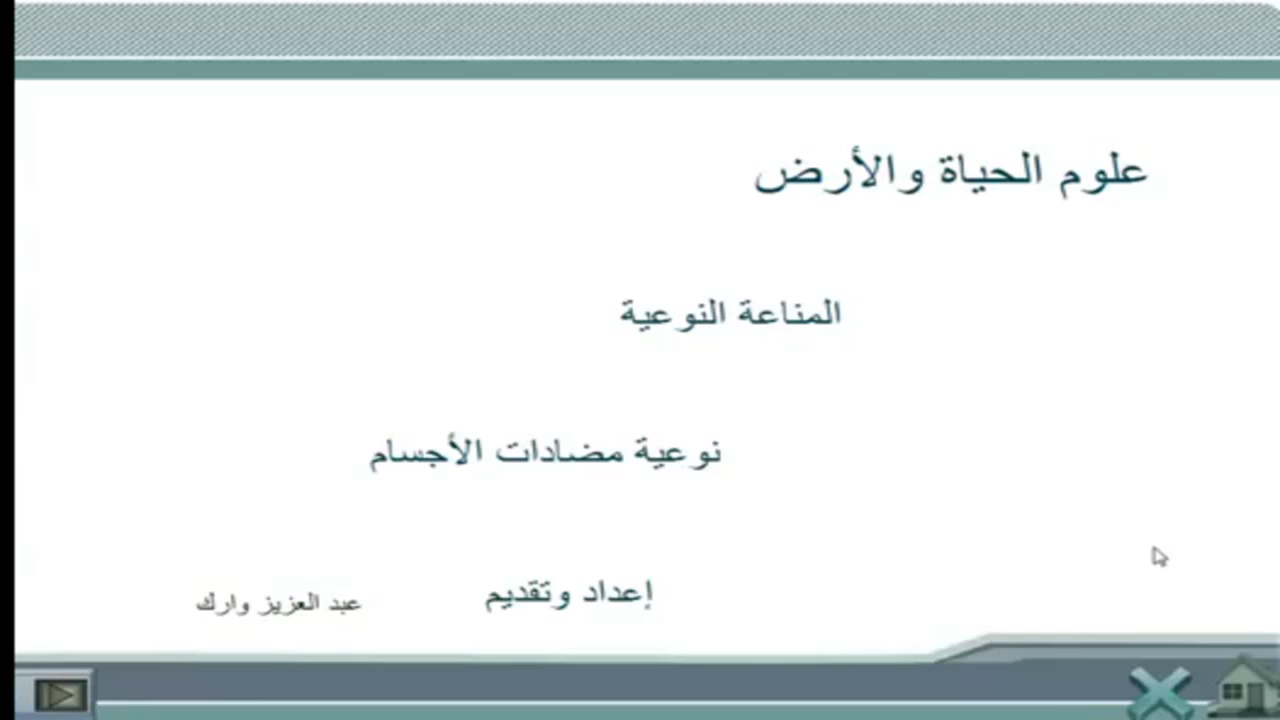 علوم الحياة والأرض
المناعة النوعية
نوعية مضادات الأجسام
إعداد وتقديم عبد العزيز وارك